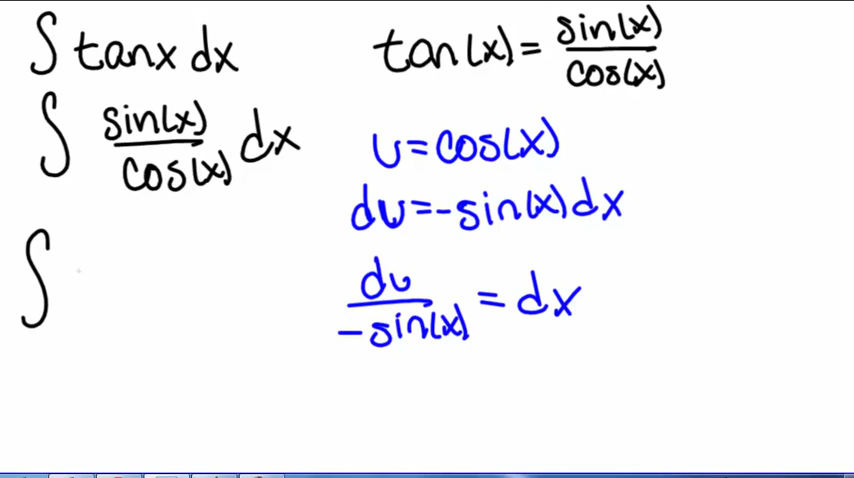 ∫ tanx dx
tan(x) = sin(x)/cos(x)
∫ sin(x)/cos(x) dx
u = cos(x)
du = -sin(x) dx
∫
du/-sin(x) = dx